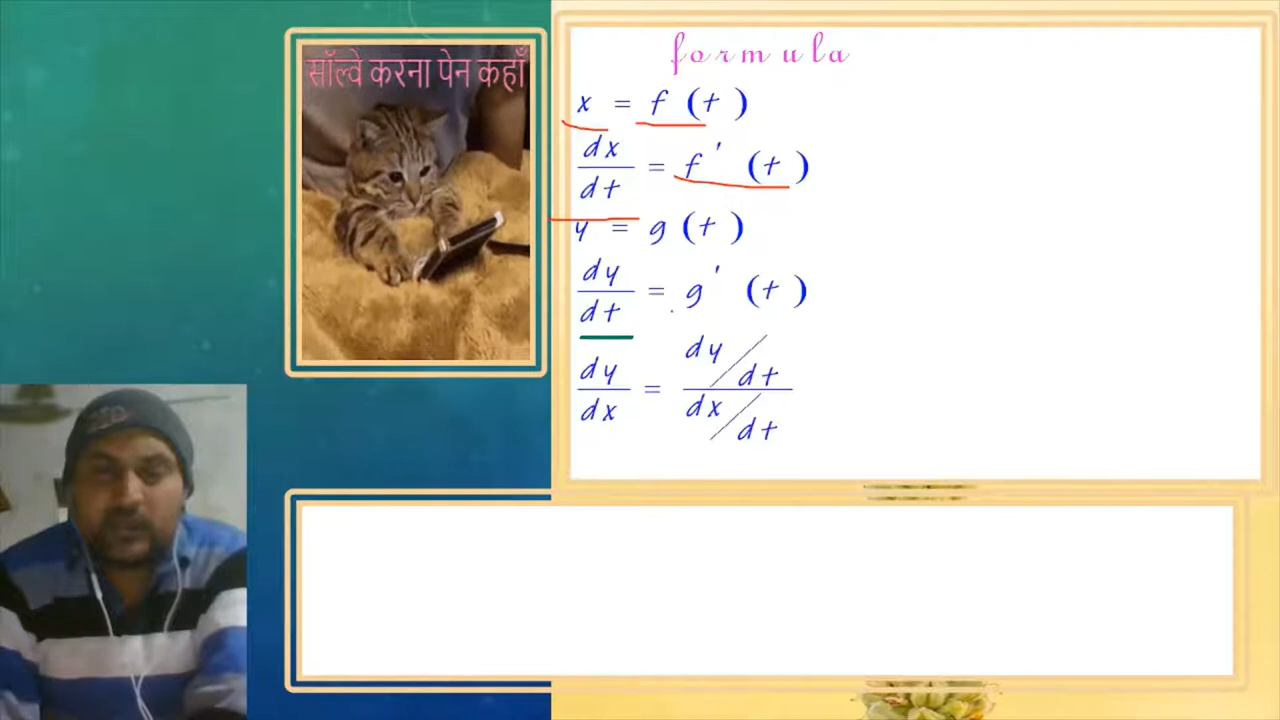 सॉल्वे करना पेन कहाँ
formula
x = f (t)
dx/dt = f' (t)
y = g (t)
dy/dt = g' (t)
dy/dx = (dy/dt)/(dx/dt)